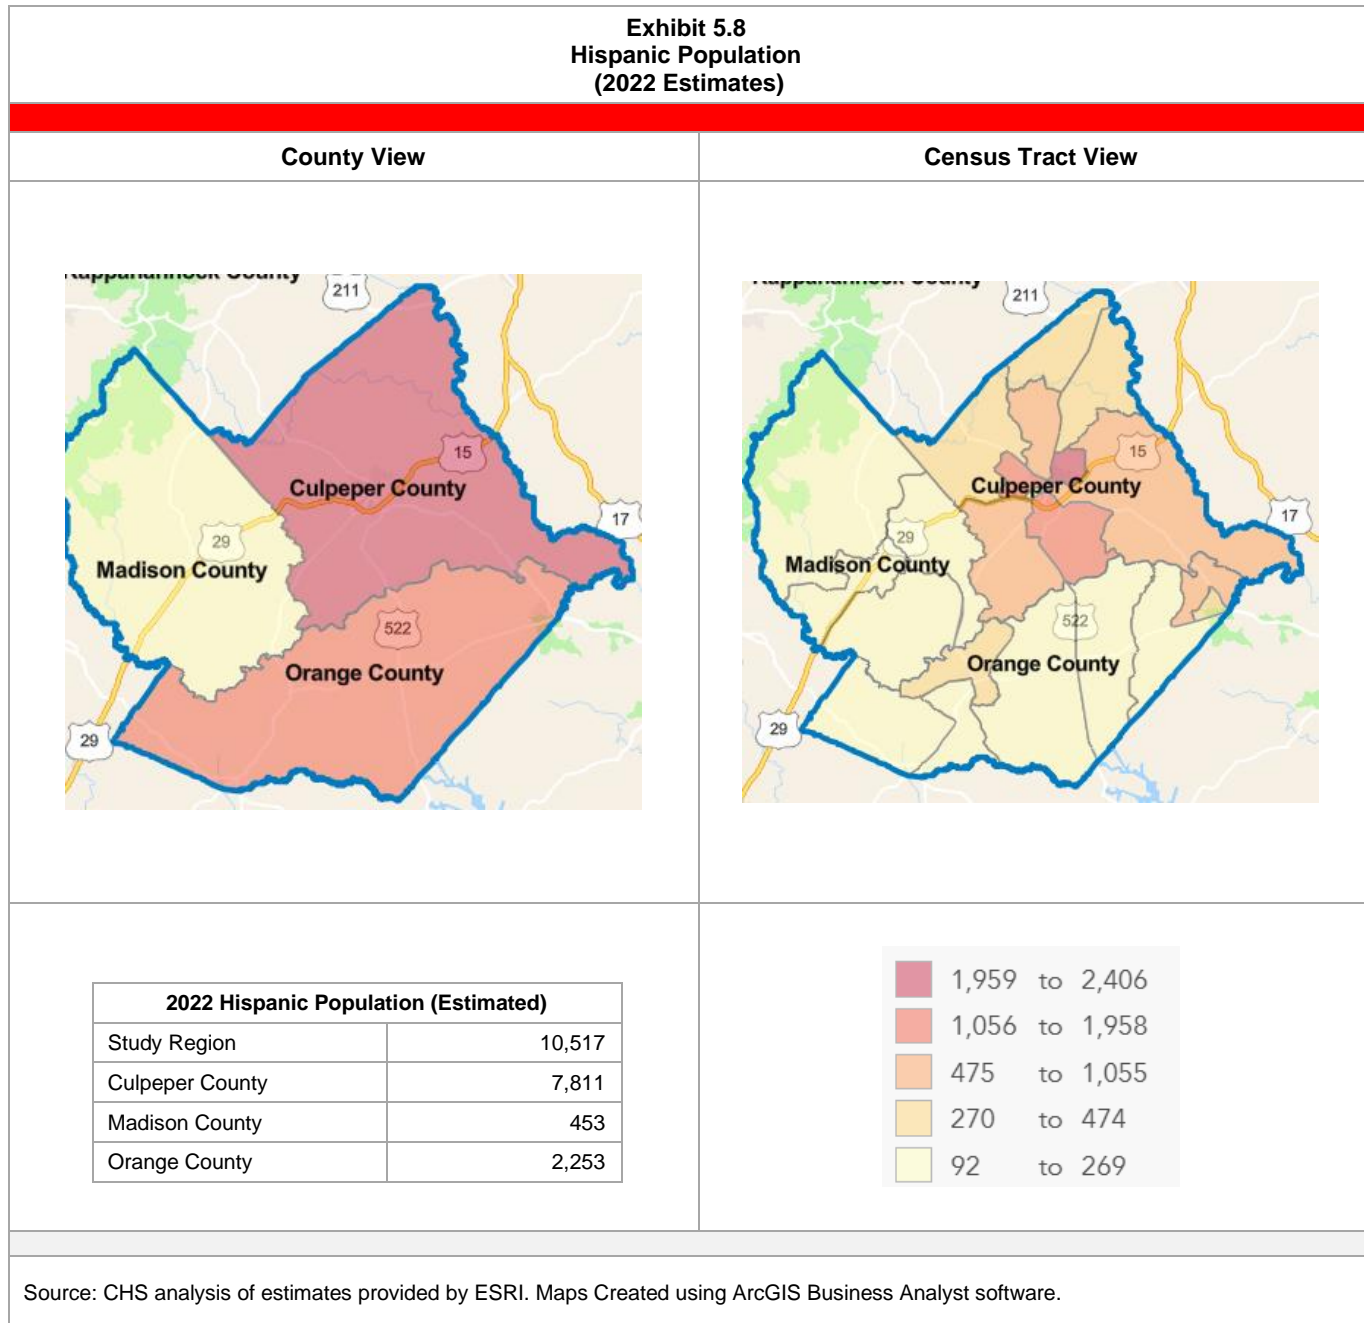 Exhibit 5.8
Hispanic Population
(2022 Estimates)
County View
Census Tract View
211
15
Culpeper County
17
29
Madison County
522
Orange County
29
211
15
Culpeper County
17
29
Madison County
522
Orange County
29
2022 Hispanic Population (Estimated)
Study Region 10,517
Culpeper County 7,811
Madison County 453
Orange County 2,253
1,959 to 2,406
1,056 to 1,958
475 to 1,055
270 to 474
92 to 269
Source: CHS analysis of estimates provided by ESRI. Maps Created using ArcGIS Business Analyst software.